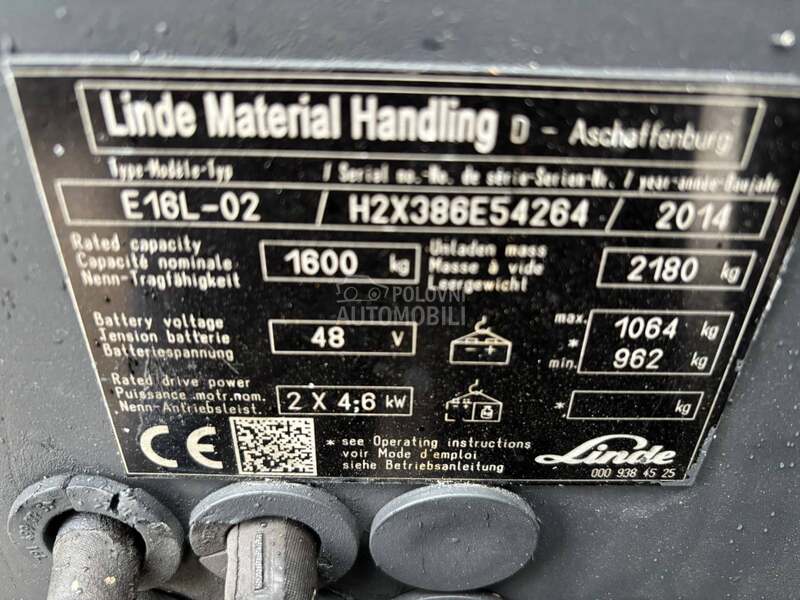 Linde Material Handling D - Aschaffenburg
Type-Modèle-Typ / Serial no.-No. de série-Serien-Nr. / year-année-Baujahr
E16L-02 / H2X386E54264 / 2014
Rated capacity
Capacité nominale
Nenn-Tragfähigkeit
1600 kg
Unladen mass
Masse à vide
Leergewicht
2180 kg
POLOVNI
AUTOMOBILI
Battery voltage
Tension batterie
Batteriespannung
48 V
- +
max. 1064 kg
*
min. 962 kg
Rated drive power
Puissance motr.nom.
Nenn-Antriebsleist.
2 X 4;6 kW
- +
* kg
CE
* see Operating instructions
voir Mode d'emploi
siehe Betriebsanleitung
Linde
000 938 45 25